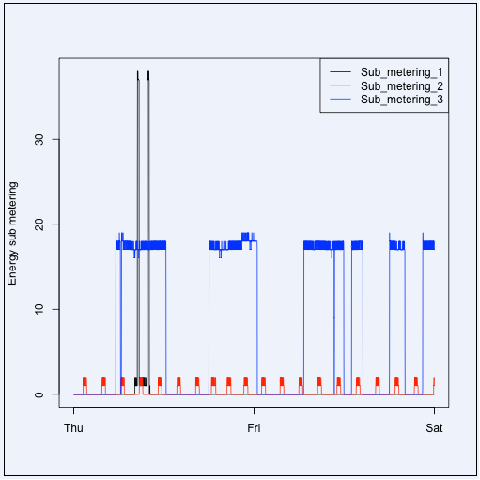 Sub_metering_1
Sub_metering_2
Sub_metering_3
Energy sub metering
30
20
10
0
Thu Fri Sat